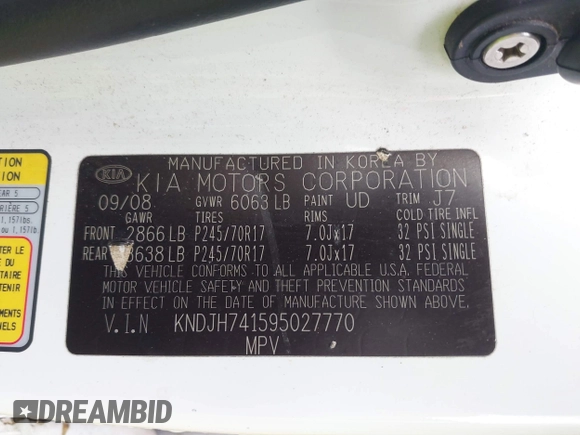 MANUFACTURED IN KOREA BY
KIA KIA MOTORS CORPORATION
09/08 GVWR 6063 LB PAINT UD TRIM J7
GAWR TIRES RIMS COLD TIRE INFL
FRONT 2866 LB P245/70R17 7.0Jx17 32 PSI SINGLE
REAR 3638 LB P245/70R17 7.0Jx17 32 PSI SINGLE
THIS VEHICLE CONFORMS TO ALL APPLICABLE U.S.A. FEDERAL
MOTOR VEHICLE SAFETY AND THEFT PREVENTION STANDARDS
IN EFFECT ON THE DATE OF MANUFACTURE SHOWN ABOVE.
V.I.N KNDJH741595027770
MPV
1,157lbs.
DREAMBID